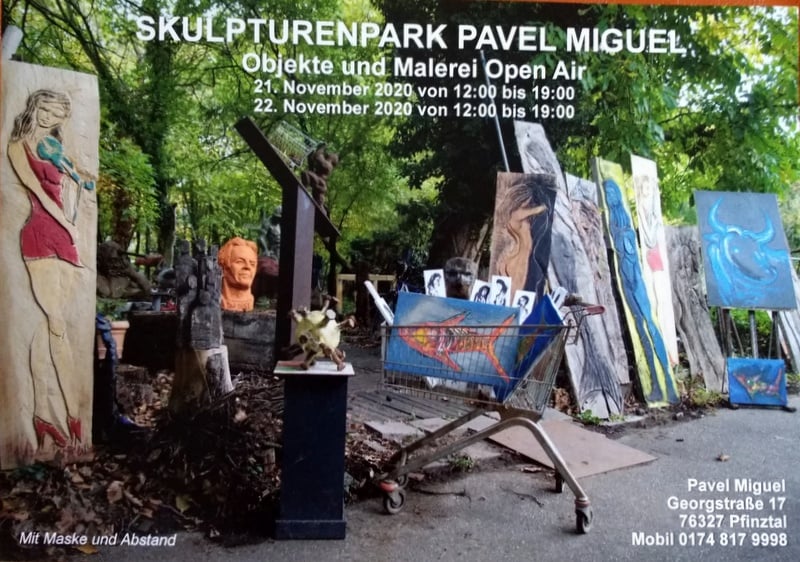 SKULPTURENPARK PAVEL MIGUEL
Objekte und Malerei Open Air
21. November 2020 von 12:00 bis 19:00
22. November 2020 von 12:00 bis 19:00
Pavel Miguel
Georgstraße 17
76327 Pfinztal
Mobil 0174 817 9998
Mit Maske und Abstand